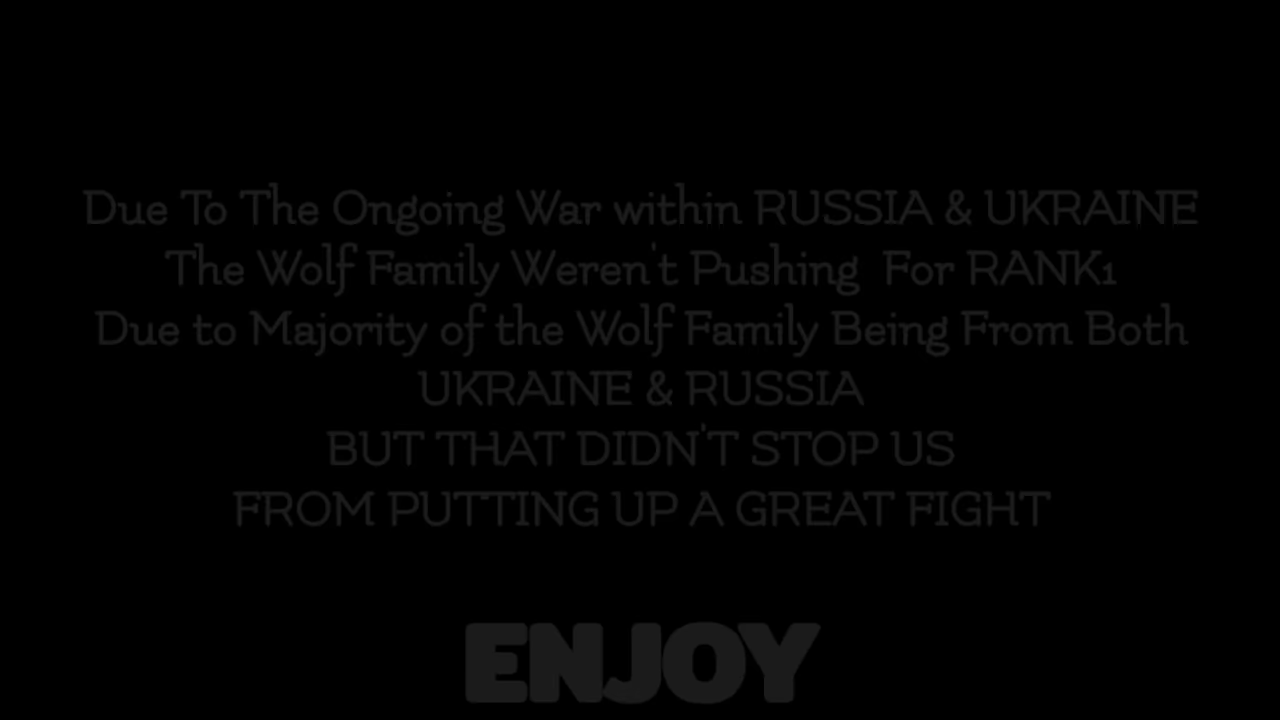 Due To The Ongoing War within RUSSIA & UKRAINE
The Wolf Family Weren't Pushing For RANK1
Due to Majority of the Wolf Family Being From Both
UKRAINE & RUSSIA
BUT THAT DIDN'T STOP US
FROM PUTTING UP A GREAT FIGHT
ENJOY